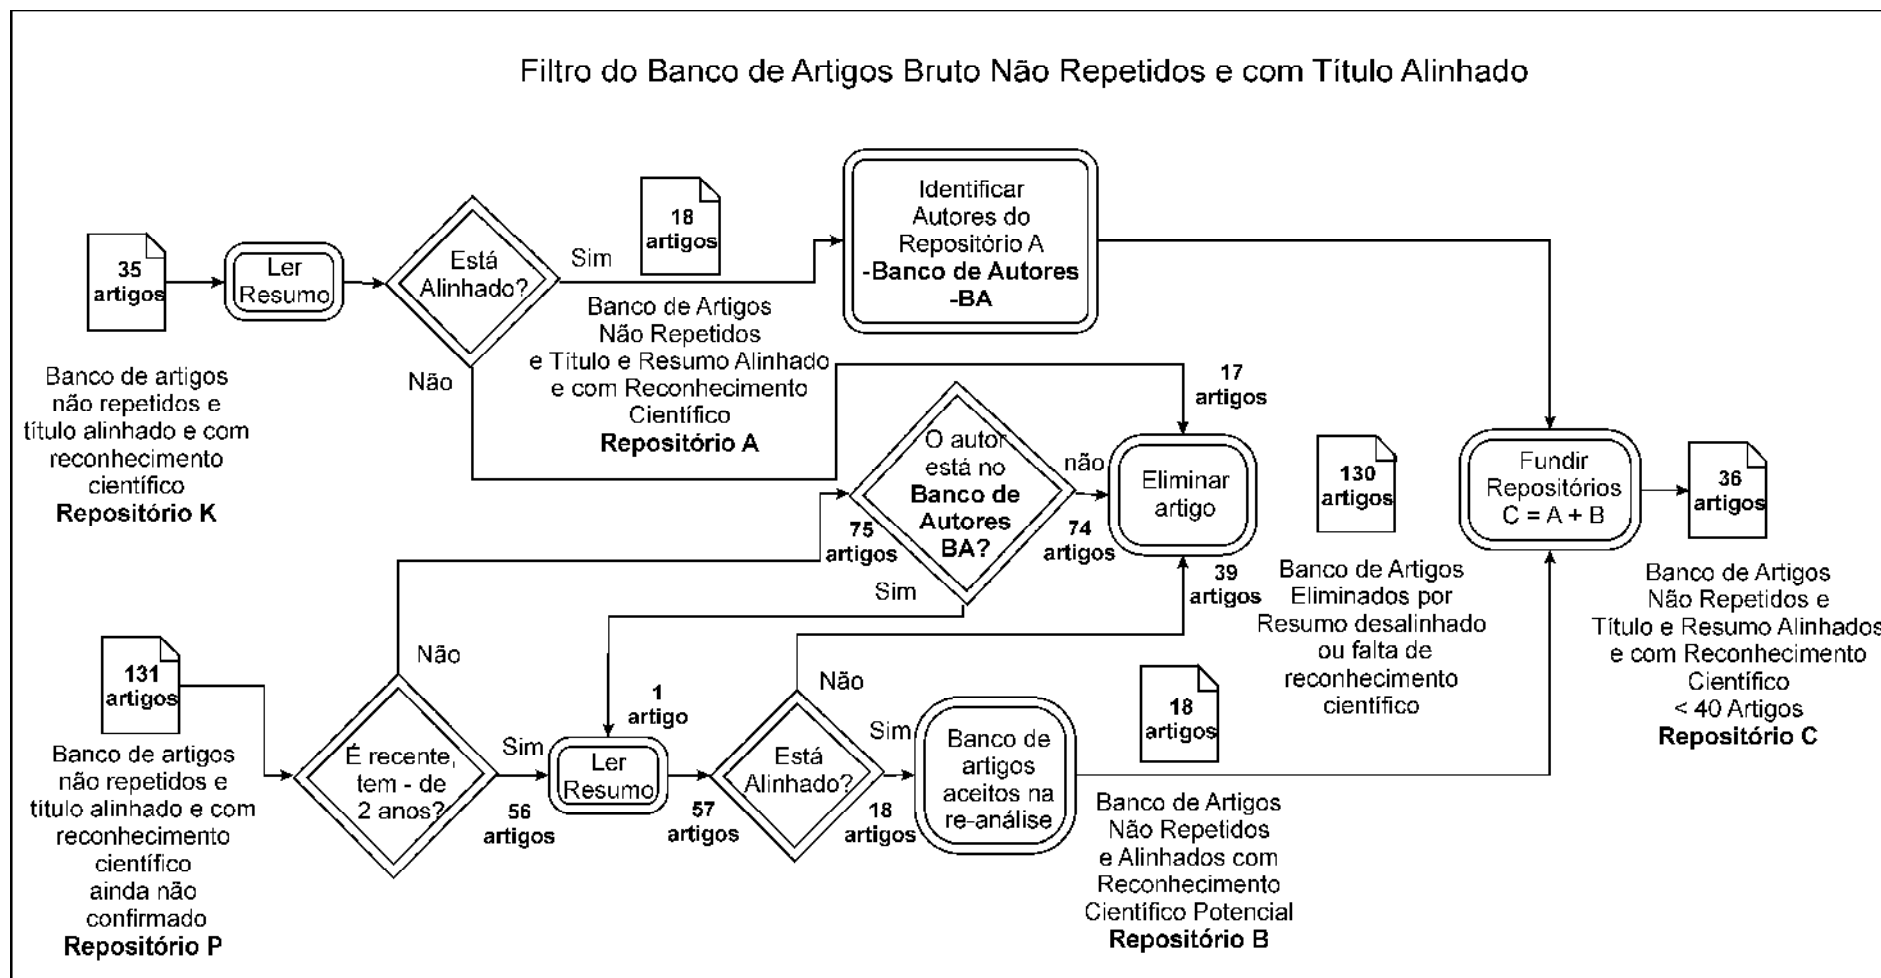 Filtro do Banco de Artigos Bruto Não Repetidos e com Título Alinhado
35
artigos
Banco de artigos
não repetidos e
título alinhado e com
reconhecimento
científico
Repositório K
Ler
Resumo
Está
Alinhado?
Sim
Não
18
artigos
Banco de Artigos
Não Repetidos
e Título e Resumo Alinhado
e com Reconhecimento
Científico
Repositório A
Identificar
Autores do
Repositório A
-Banco de Autores
-BA
17
artigos
O autor
está no
Banco de
Autores
BA?
não
Sim
75
artigos
74
artigos
Eliminar
artigo
39
artigos
130
artigos
Banco de Artigos
Eliminados por
Resumo desalinhado
ou falta de
reconhecimento
científico
Fundir
Repositórios
C = A + B
36
artigos
Banco de Artigos
Não Repetidos e
Título e Resumo Alinhados
e com Reconhecimento
Científico
< 40 Artigos
Repositório C
131
artigos
Banco de artigos
não repetidos e
título alinhado e com
reconhecimento
científico
ainda não
confirmado
Repositório P
É recente,
tem - de
2 anos?
Não
Sim
56
artigos
1
artigo
Ler
Resumo
57
artigos
Está
Alinhado?
Não
Sim
18
artigos
Banco de
artigos
aceitos na
re-análise
18
artigos
Banco de Artigos
Não Repetidos
e Alinhados com
Reconhecimento
Científico Potencial
Repositório B